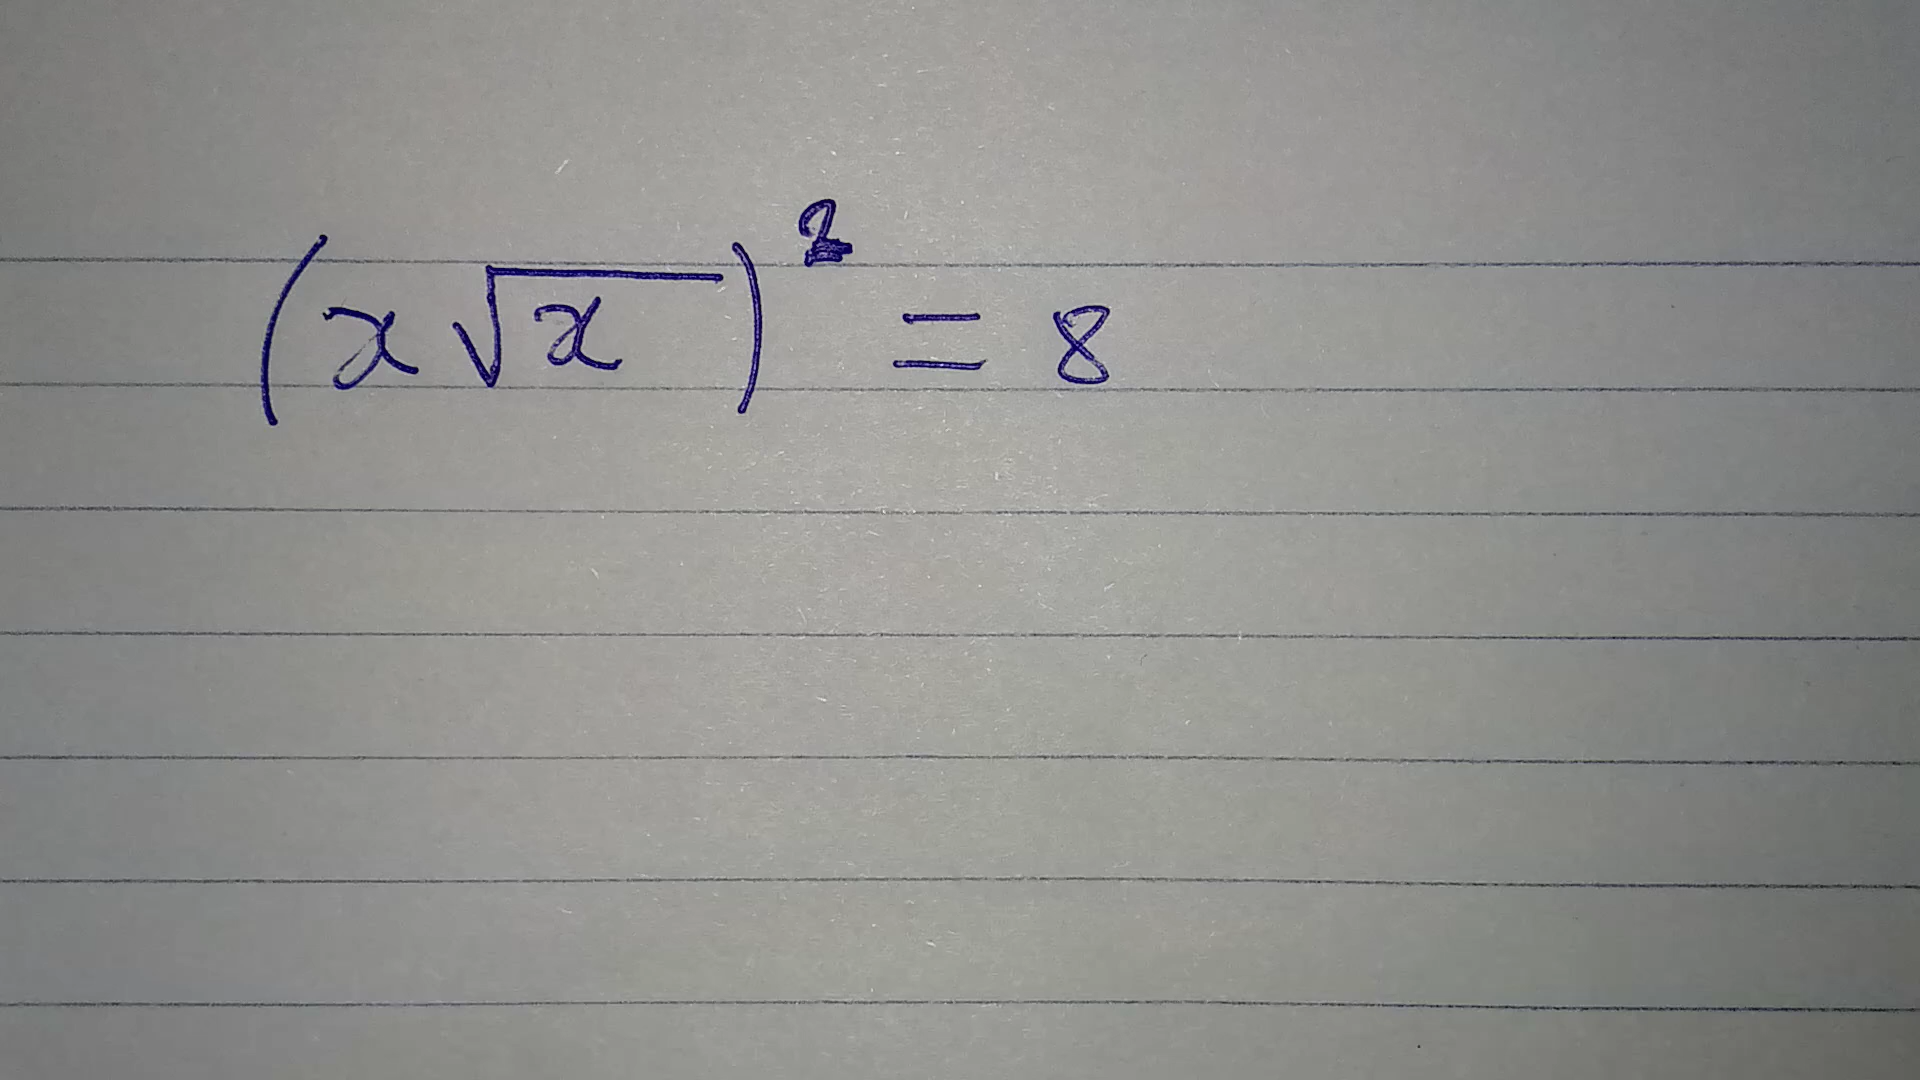 (x√x)² = 8